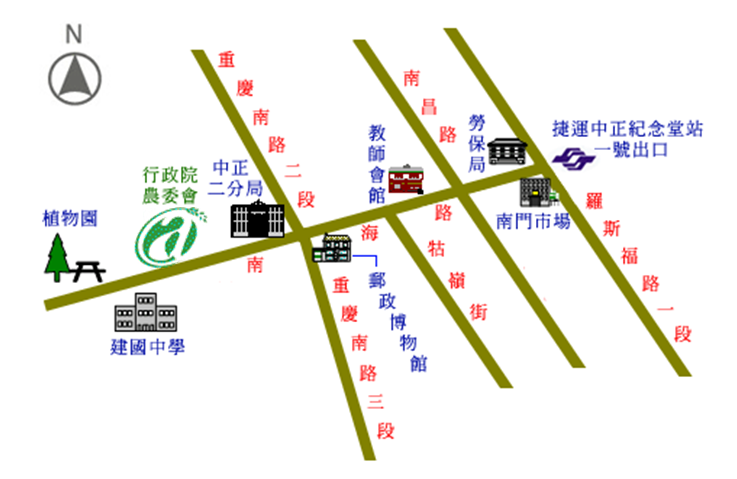 N
重慶南路二段
南昌路
勞保局
捷運中正紀念堂站
一號出口
教師會館
行政院
農委會
中正
二分局
植物園
南海路
南門市場
羅斯福路一段
牯嶺街
郵政博物館
重慶南路三段
建國中學